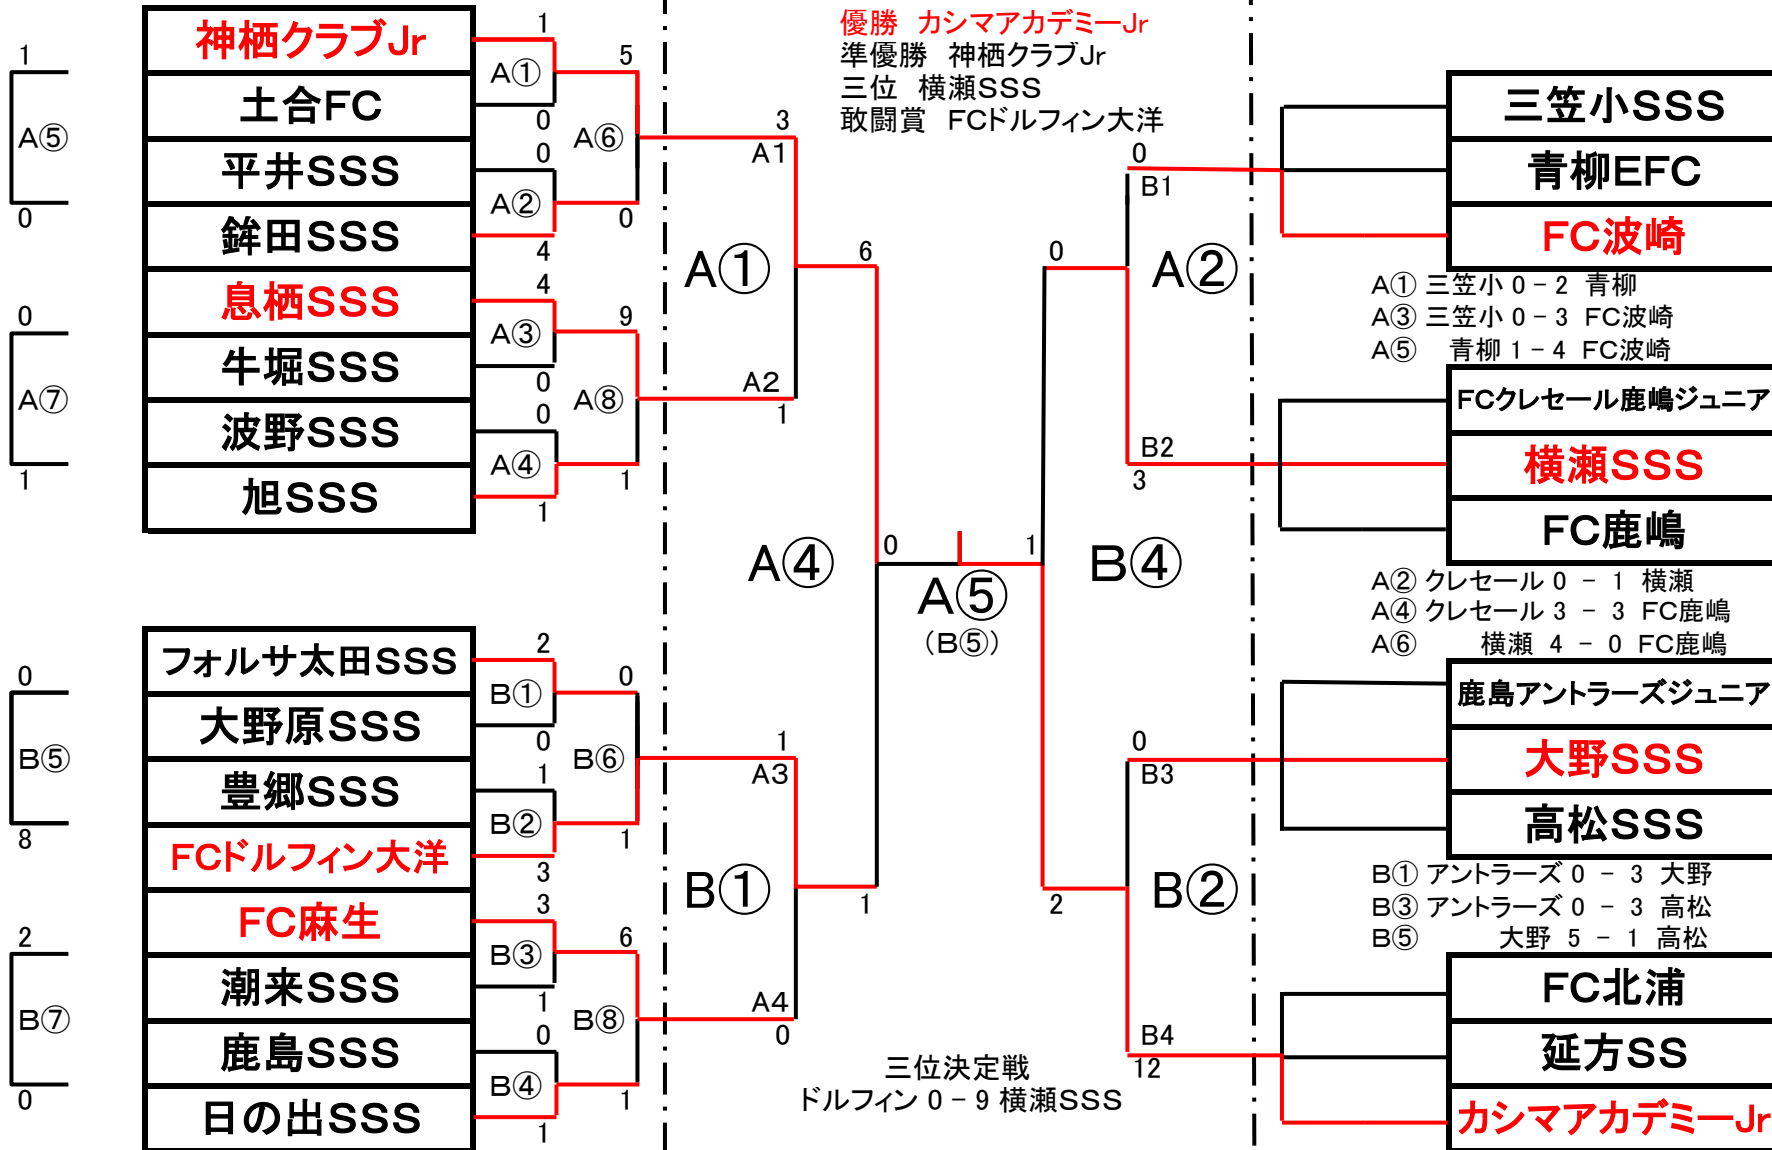 優勝 カシマアカデミーJr
準優勝 神栖クラブJr
三位 横瀬SSS
敢闘賞 FCドルフィン大洋
1
A⑤
0
0
A⑦
1
0
B⑤
8
2
B⑦
0
神栖クラブJr
土合FC
平井SSS
鉾田SSS
息栖SSS
牛堀SSS
波野SSS
旭SSS
フォルサ太田SSS
大野原SSS
豊郷SSS
FCドルフィン大洋
FC麻生
潮来SSS
鹿島SSS
日の出SSS
1
A①
0
0
A②
4
4
A③
0
0
A④
1
2
B①
0
1
B②
3
3
B③
1
0
B④
1
5
A⑥
0
9
A⑧
1
0
B⑥
1
6
B⑧
1
3
A1
A①
A2
1
1
A3
B①
A4
0
6
A④
1
0
1
A⑤
(B⑤)
0
B④
2
0
B1
A②
B2
3
0
B3
B②
B4
12
三位決定戦
ドルフィン 0-9 横瀬SSS
三笠小SSS
青柳EFC
FC波崎
A① 三笠小 0-2 青柳
A③ 三笠小 0-3 FC波崎
A⑤ 青柳 1-4 FC波崎
FCクレセール鹿嶋ジュニア
横瀬SSS
FC鹿嶋
A② クレセール 0 - 1 横瀬
A④ クレセール 3 - 3 FC鹿嶋
A⑥ 横瀬 4 - 0 FC鹿嶋
鹿島アントラーズジュニア
大野SSS
高松SSS
B① アントラーズ 0 - 3 大野
B③ アントラーズ 0 - 3 高松
B⑤ 大野 5 - 1 高松
FC北浦
延方SS
カシマアカデミーJr